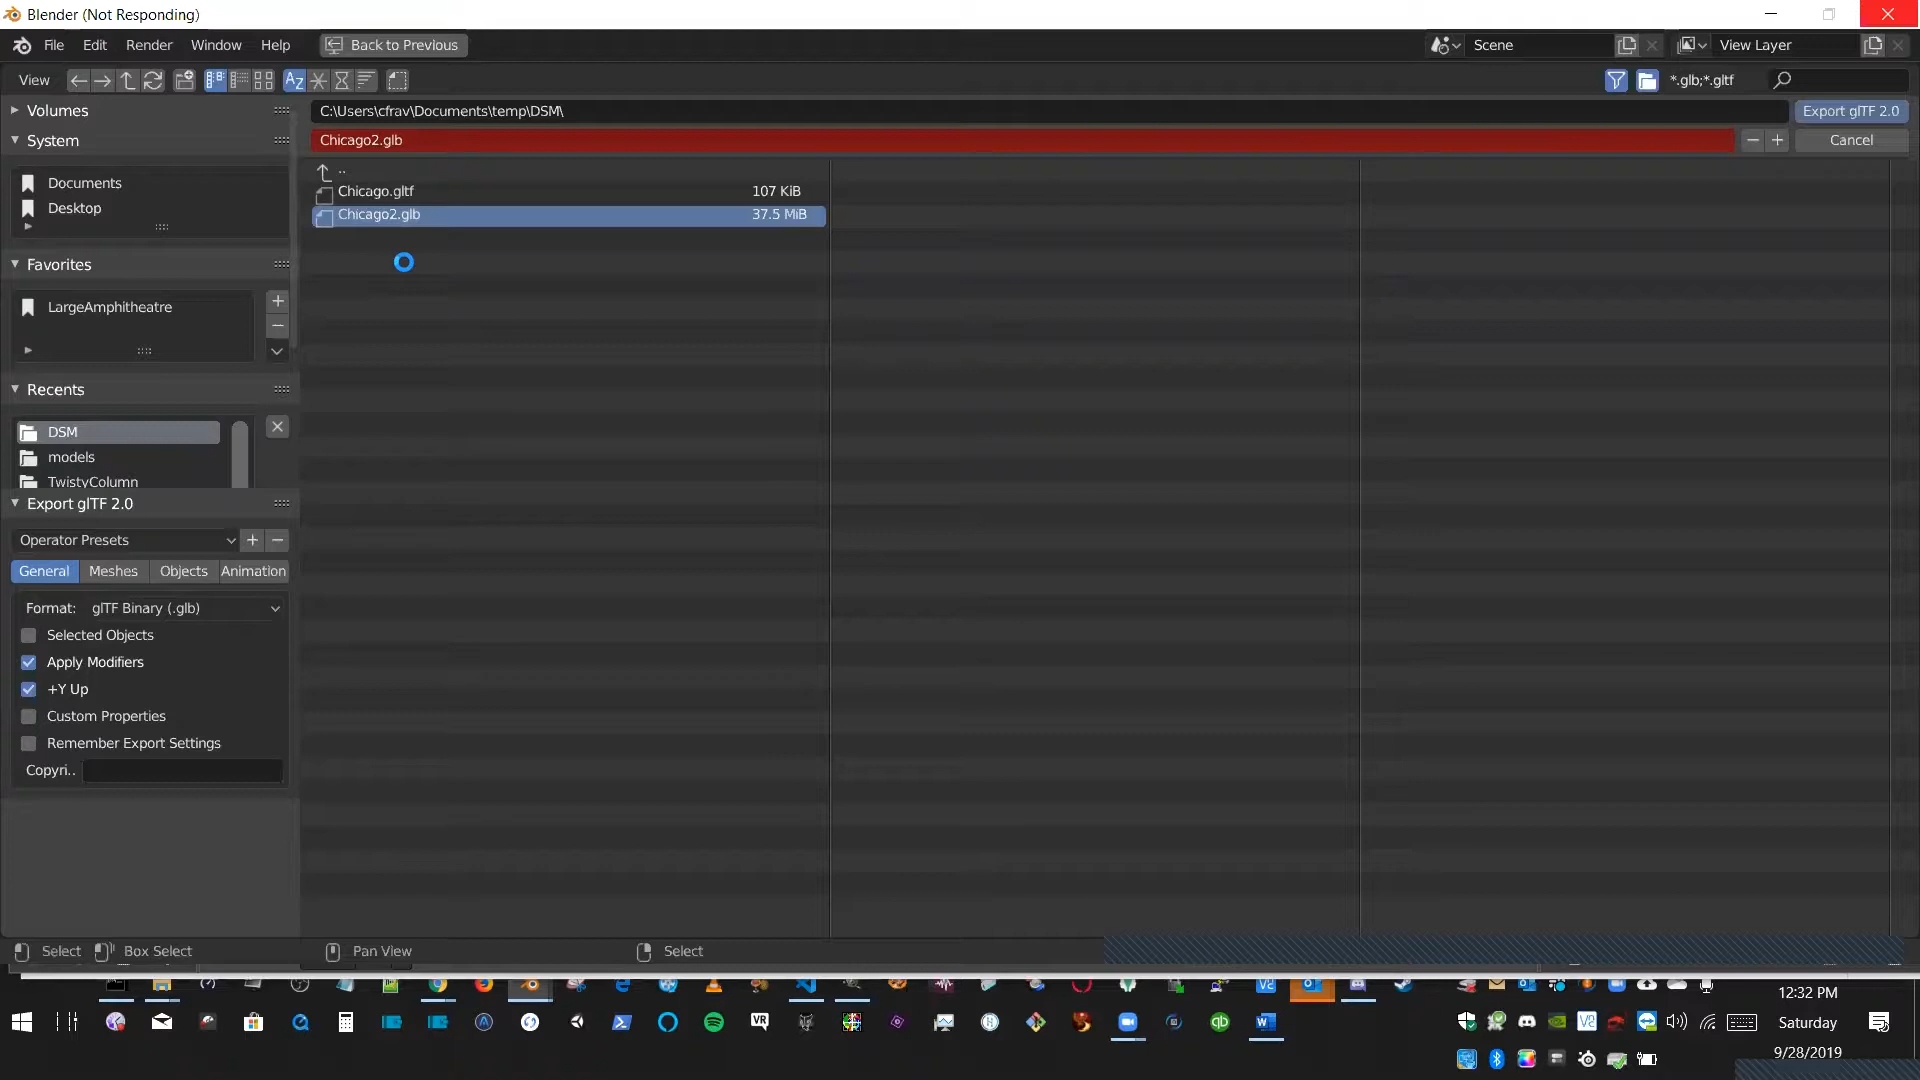 Blender (Not Responding)
File Edit Render Window Help Back to Previous Scene View Layer
View *.glb;*.gltf
Volumes
C:\Users\cfrav\Documents\temp\DSM\ Export glTF 2.0
System
Chicago2.glb Cancel
..
Documents
Chicago.gltf 107 KiB
Desktop
Chicago2.glb 37.5 MiB
Favorites
LargeAmphitheatre
Recents
DSM
models
TwistyColumn
Export glTF 2.0
Operator Presets
General Meshes Objects Animation
Format: glTF Binary (.glb)
Selected Objects
Apply Modifiers
+Y Up
Custom Properties
Remember Export Settings
Copyri..
Select Box Select Pan View Select
12:32 PM
Saturday
9/28/2019